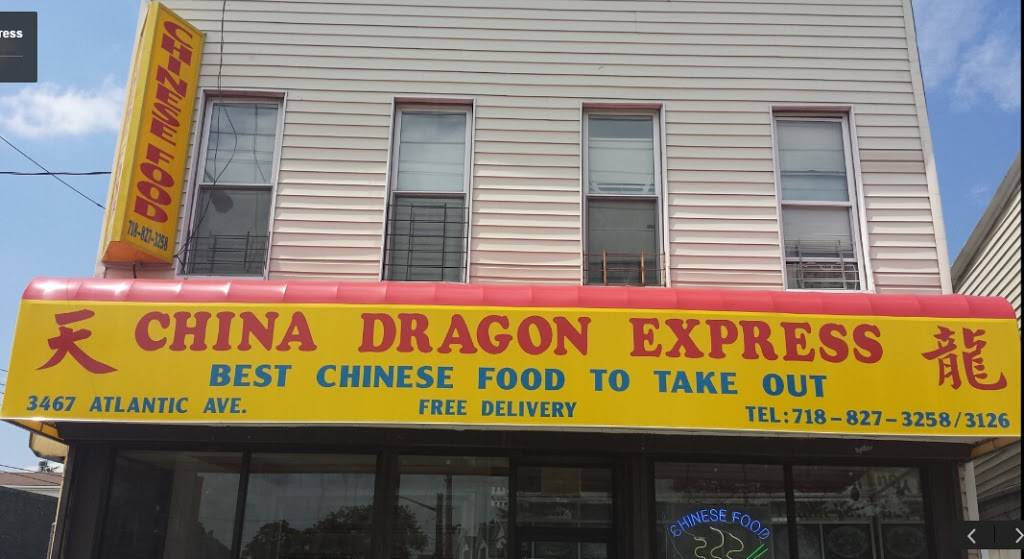 ress
CHINESE FOOD
718-827-3258
天 CHINA DRAGON EXPRESS 龍
BEST CHINESE FOOD TO TAKE OUT
3467 ATLANTIC AVE. FREE DELIVERY TEL:718-827-3258/3126
CHINESE FOOD